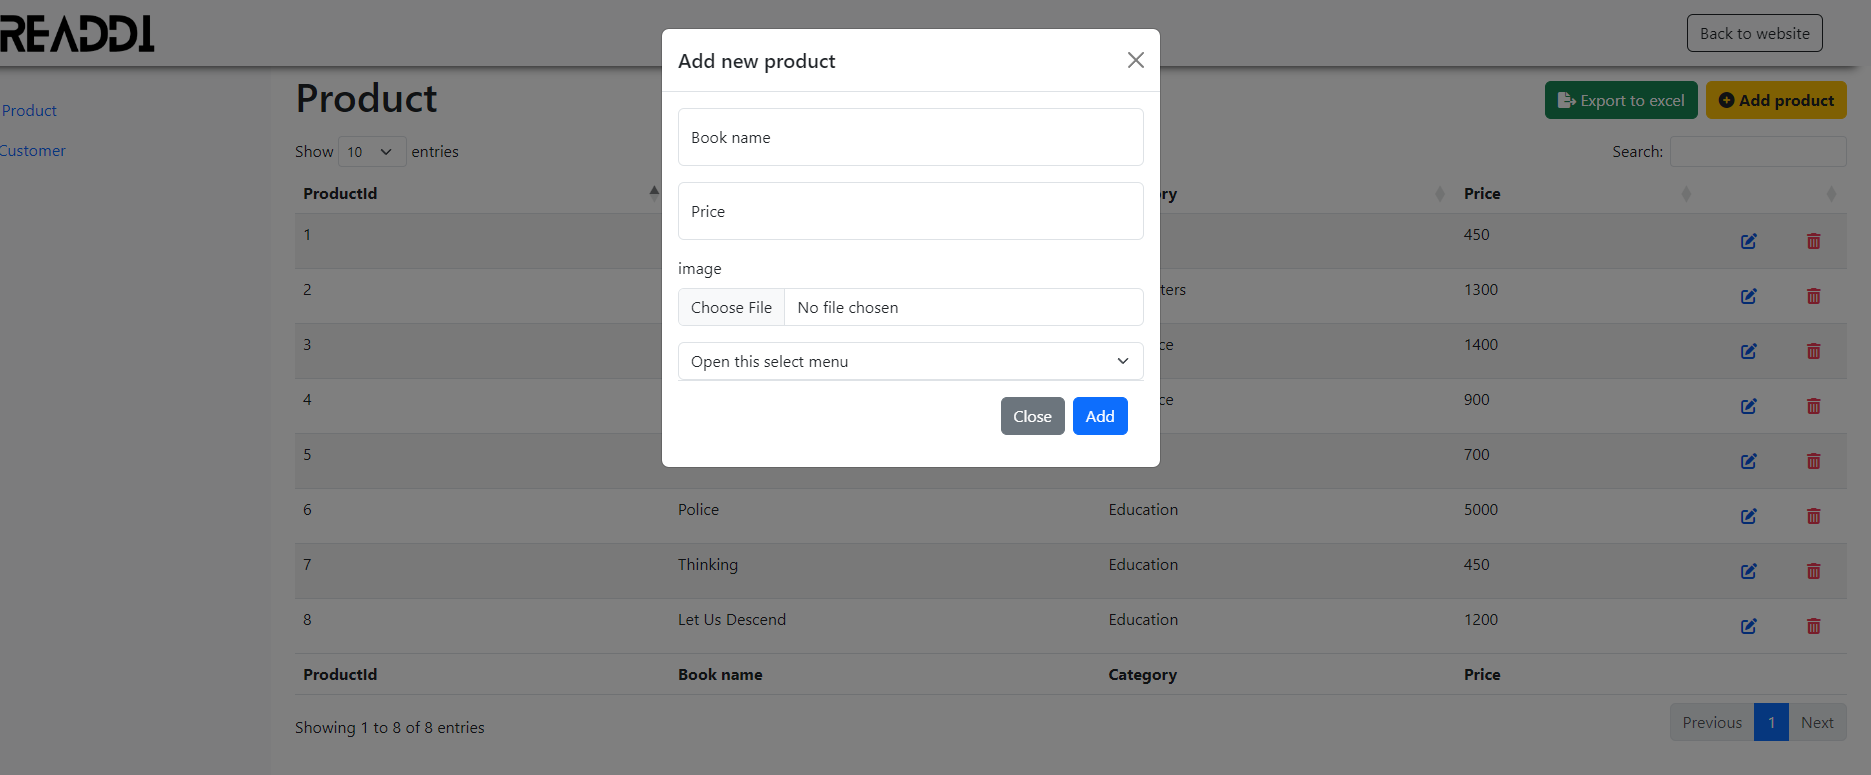 READDI
Back to website
Add new product
Product
Customer
Product
Export to excel
Add product
Show 10 entries
Search:
Book name
Price
image
Choose File No file chosen
Open this select menu
Close Add
ProductId ry Price
1 450
2 ters 1300
3 ce 1400
4 ce 900
5 700
6 Police Education 5000
7 Thinking Education 450
8 Let Us Descend Education 1200
ProductId Book name Category Price
Showing 1 to 8 of 8 entries
Previous 1 Next